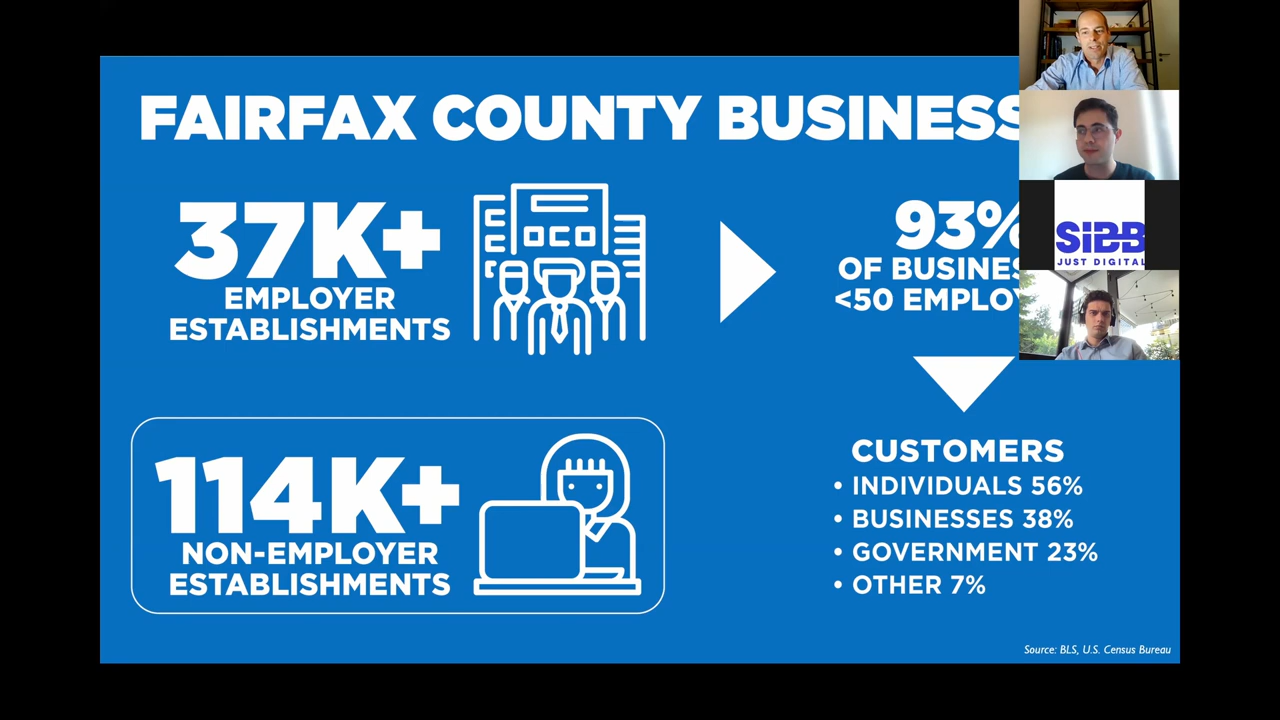 FAIRFAX COUNTY BUSINESS
37K+
EMPLOYER
ESTABLISHMENTS
93%
OF BUSINES
<50 EMPLOY
114K+
NON-EMPLOYER
ESTABLISHMENTS
CUSTOMERS
• INDIVIDUALS 56%
• BUSINESSES 38%
• GOVERNMENT 23%
• OTHER 7%
Source: BLS, U.S. Census Bureau
SIBB
JUST DIGITAL